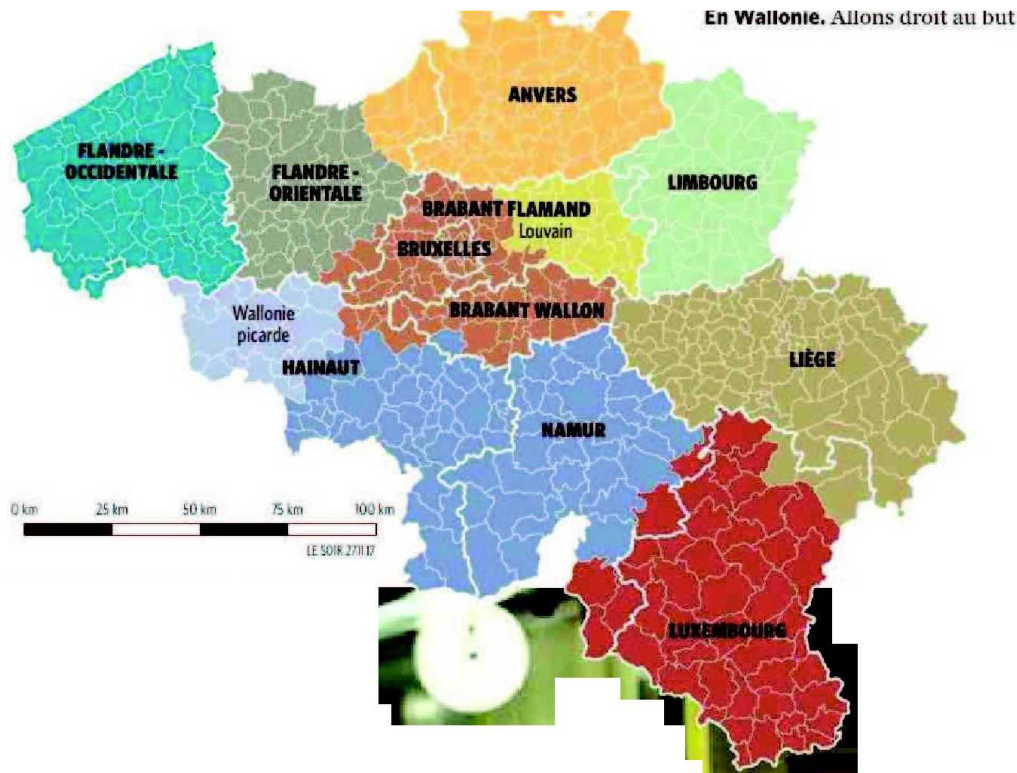 En Wallonie. Allons droit au but
ANVERS
FLANDRE -
OCCIDENTALE
FLANDRE -
ORIENTALE
LIMBOURG
BRABANT FLAMAND
Louvain
BRUXELLES
BRABANT WALLON
Wallonie
picarde
HAINAUT
LIÈGE
NAMUR
0 km 25 km 50 km 75 km 100 km
LE SOIR 27.11.17
LUXEMBOURG